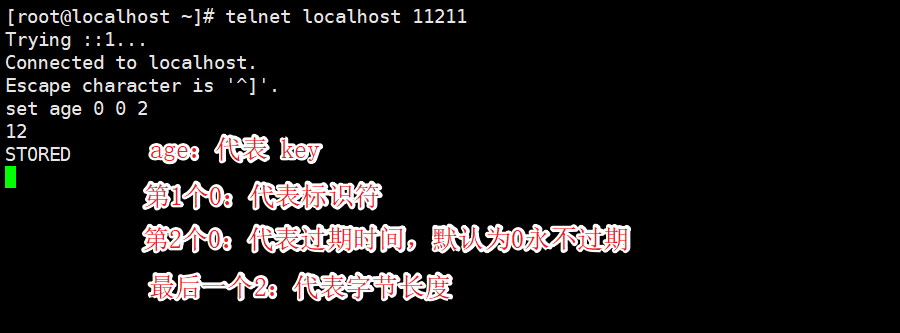 [root@localhost ~]# telnet localhost 11211
Trying ::1...
Connected to localhost.
Escape character is '^]'.
set age 0 0 2
12
STORED
age：代表 key
第1个0：代表标识符
第2个0：代表过期时间，默认为0永不过期
最后一个2：代表字节长度